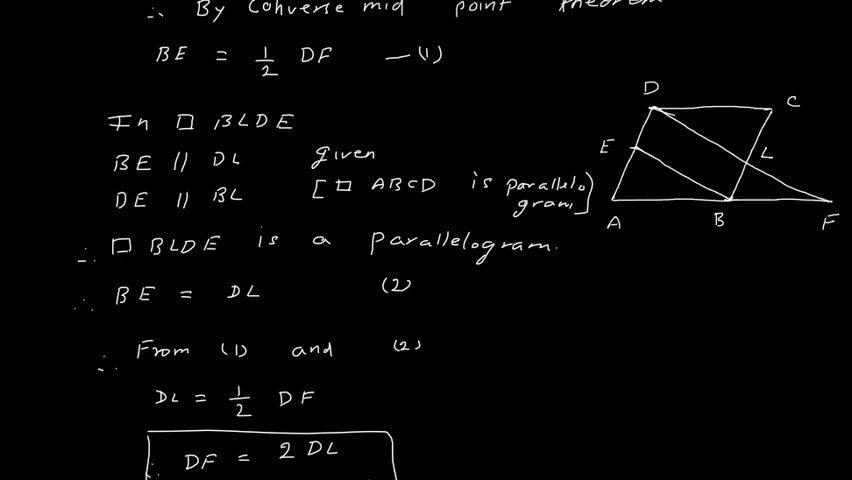 ∴ By Converse mid point theorem
BE = 1/2 DF — (1)
In □ BLDE
BE || DL given
DE || BL [□ ABCD is parallelogram]
∴ □ BLDE is a parallelogram.
∴ BE = DL (2)
∴ From (1) and (2)
DL = 1/2 DF
∴ DF = 2 DL
D
C
E
L
A
B
F